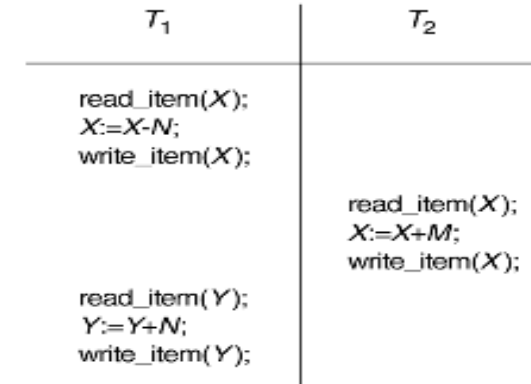 T1 T2
read_item(X);
X:=X-N;
write_item(X);
read_item(X);
X:=X+M;
write_item(X);
read_item(Y);
Y:=Y+N;
write_item(Y);